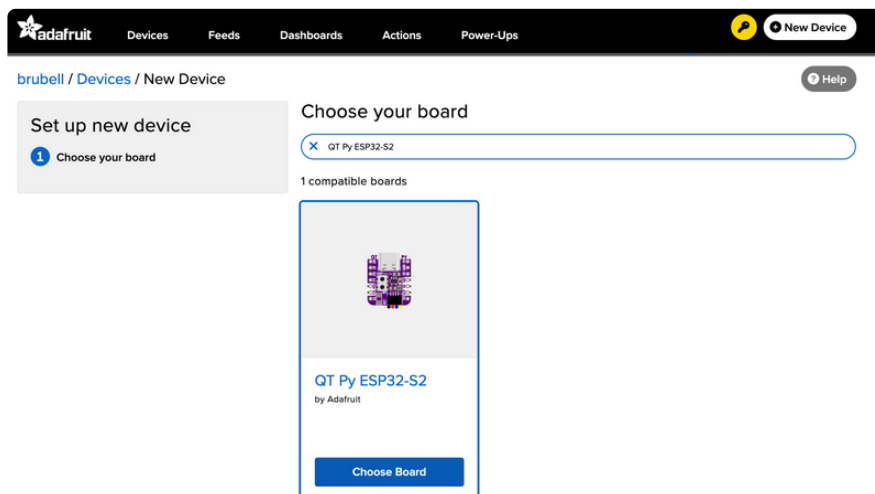 adafruit Devices Feeds Dashboards Actions Power-Ups New Device
brubell / Devices / New Device
Help
Set up new device
1 Choose your board
Choose your board
QT Py ESP32-S2
1 compatible boards
QT Py ESP32-S2
by Adafruit
Choose Board